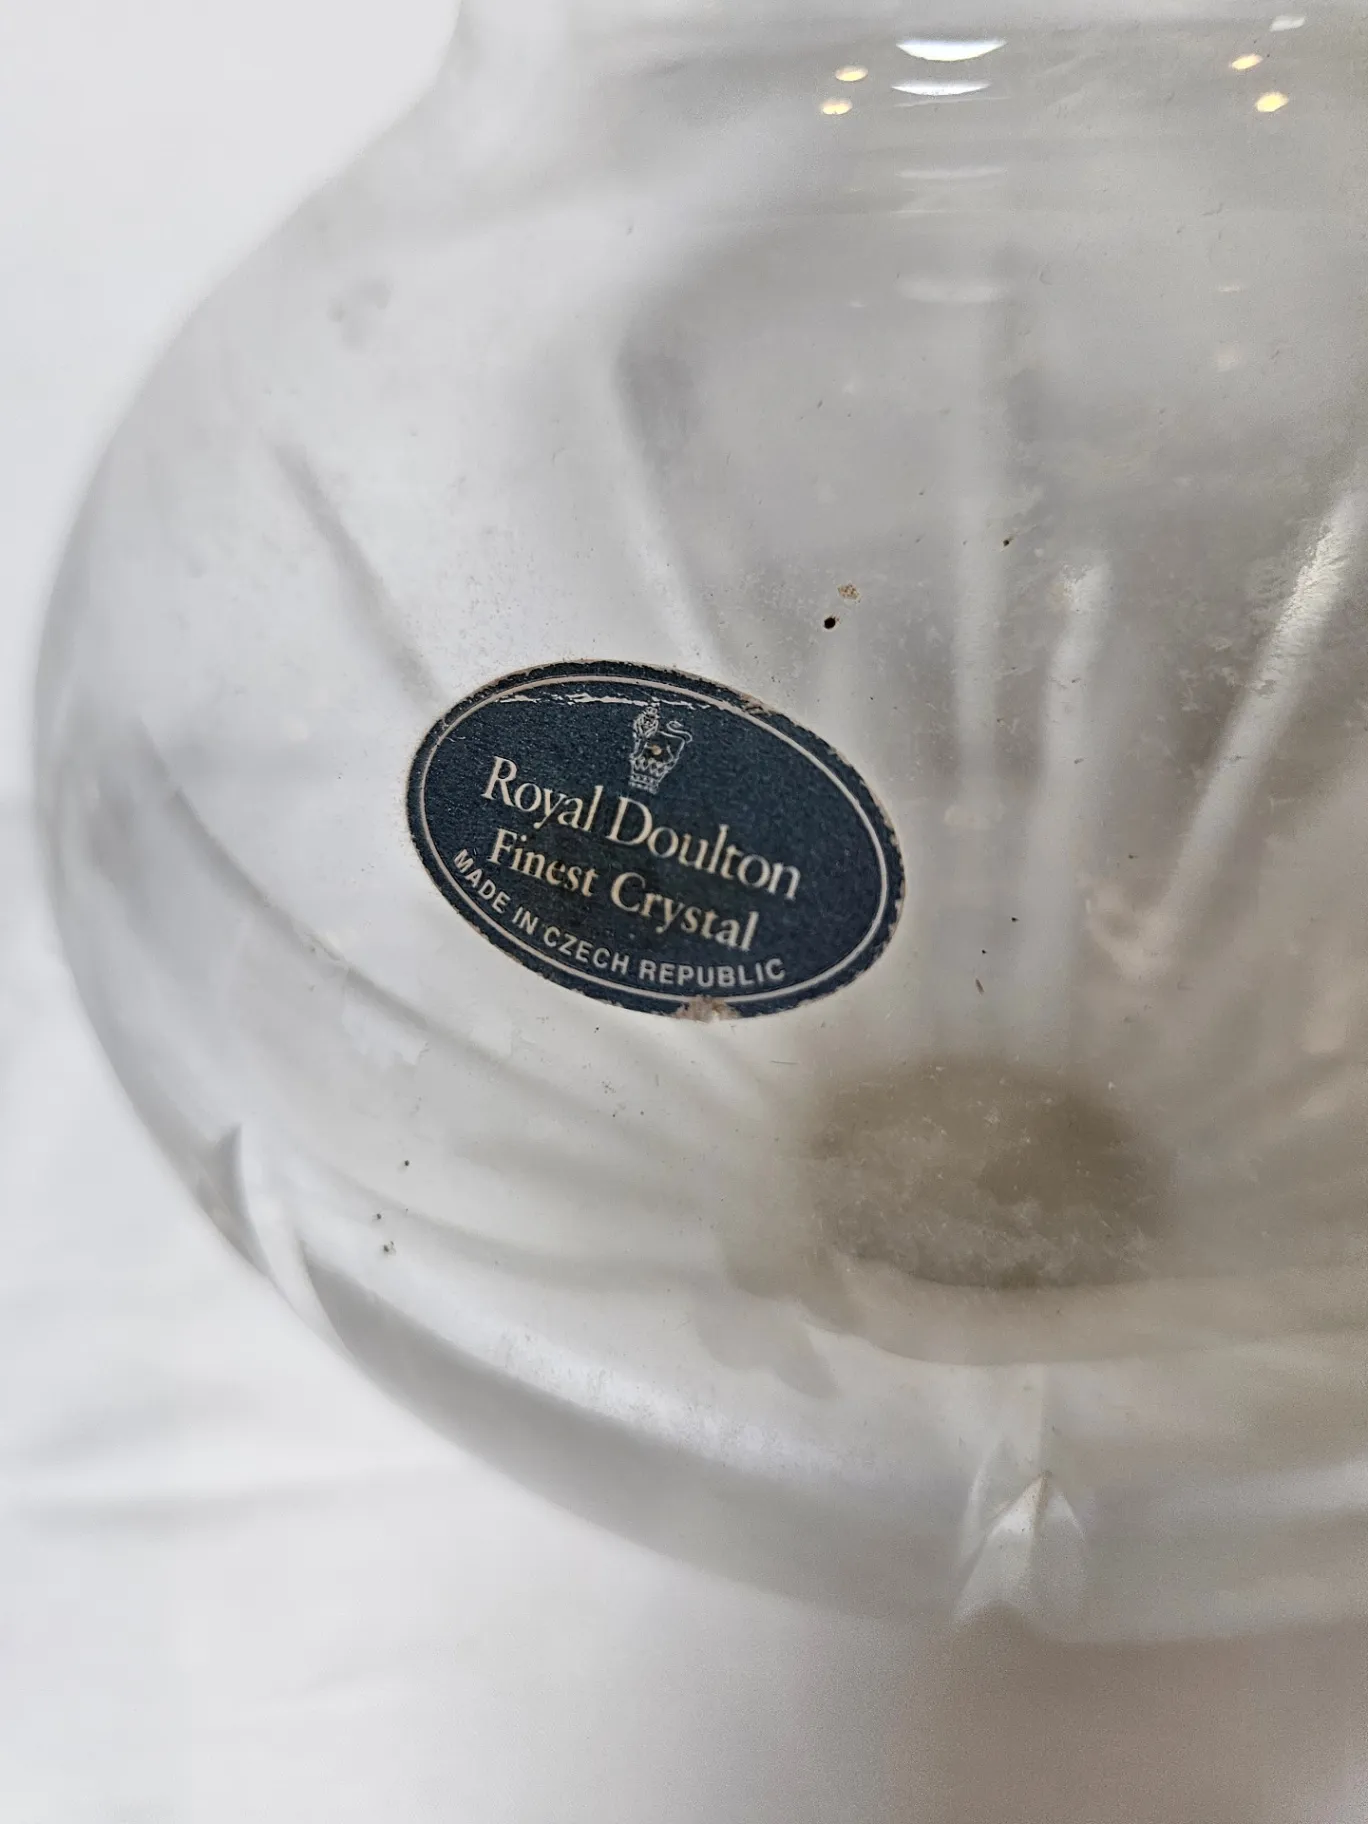 Royal Doulton
Finest Crystal
MADE IN CZECH REPUBLIC